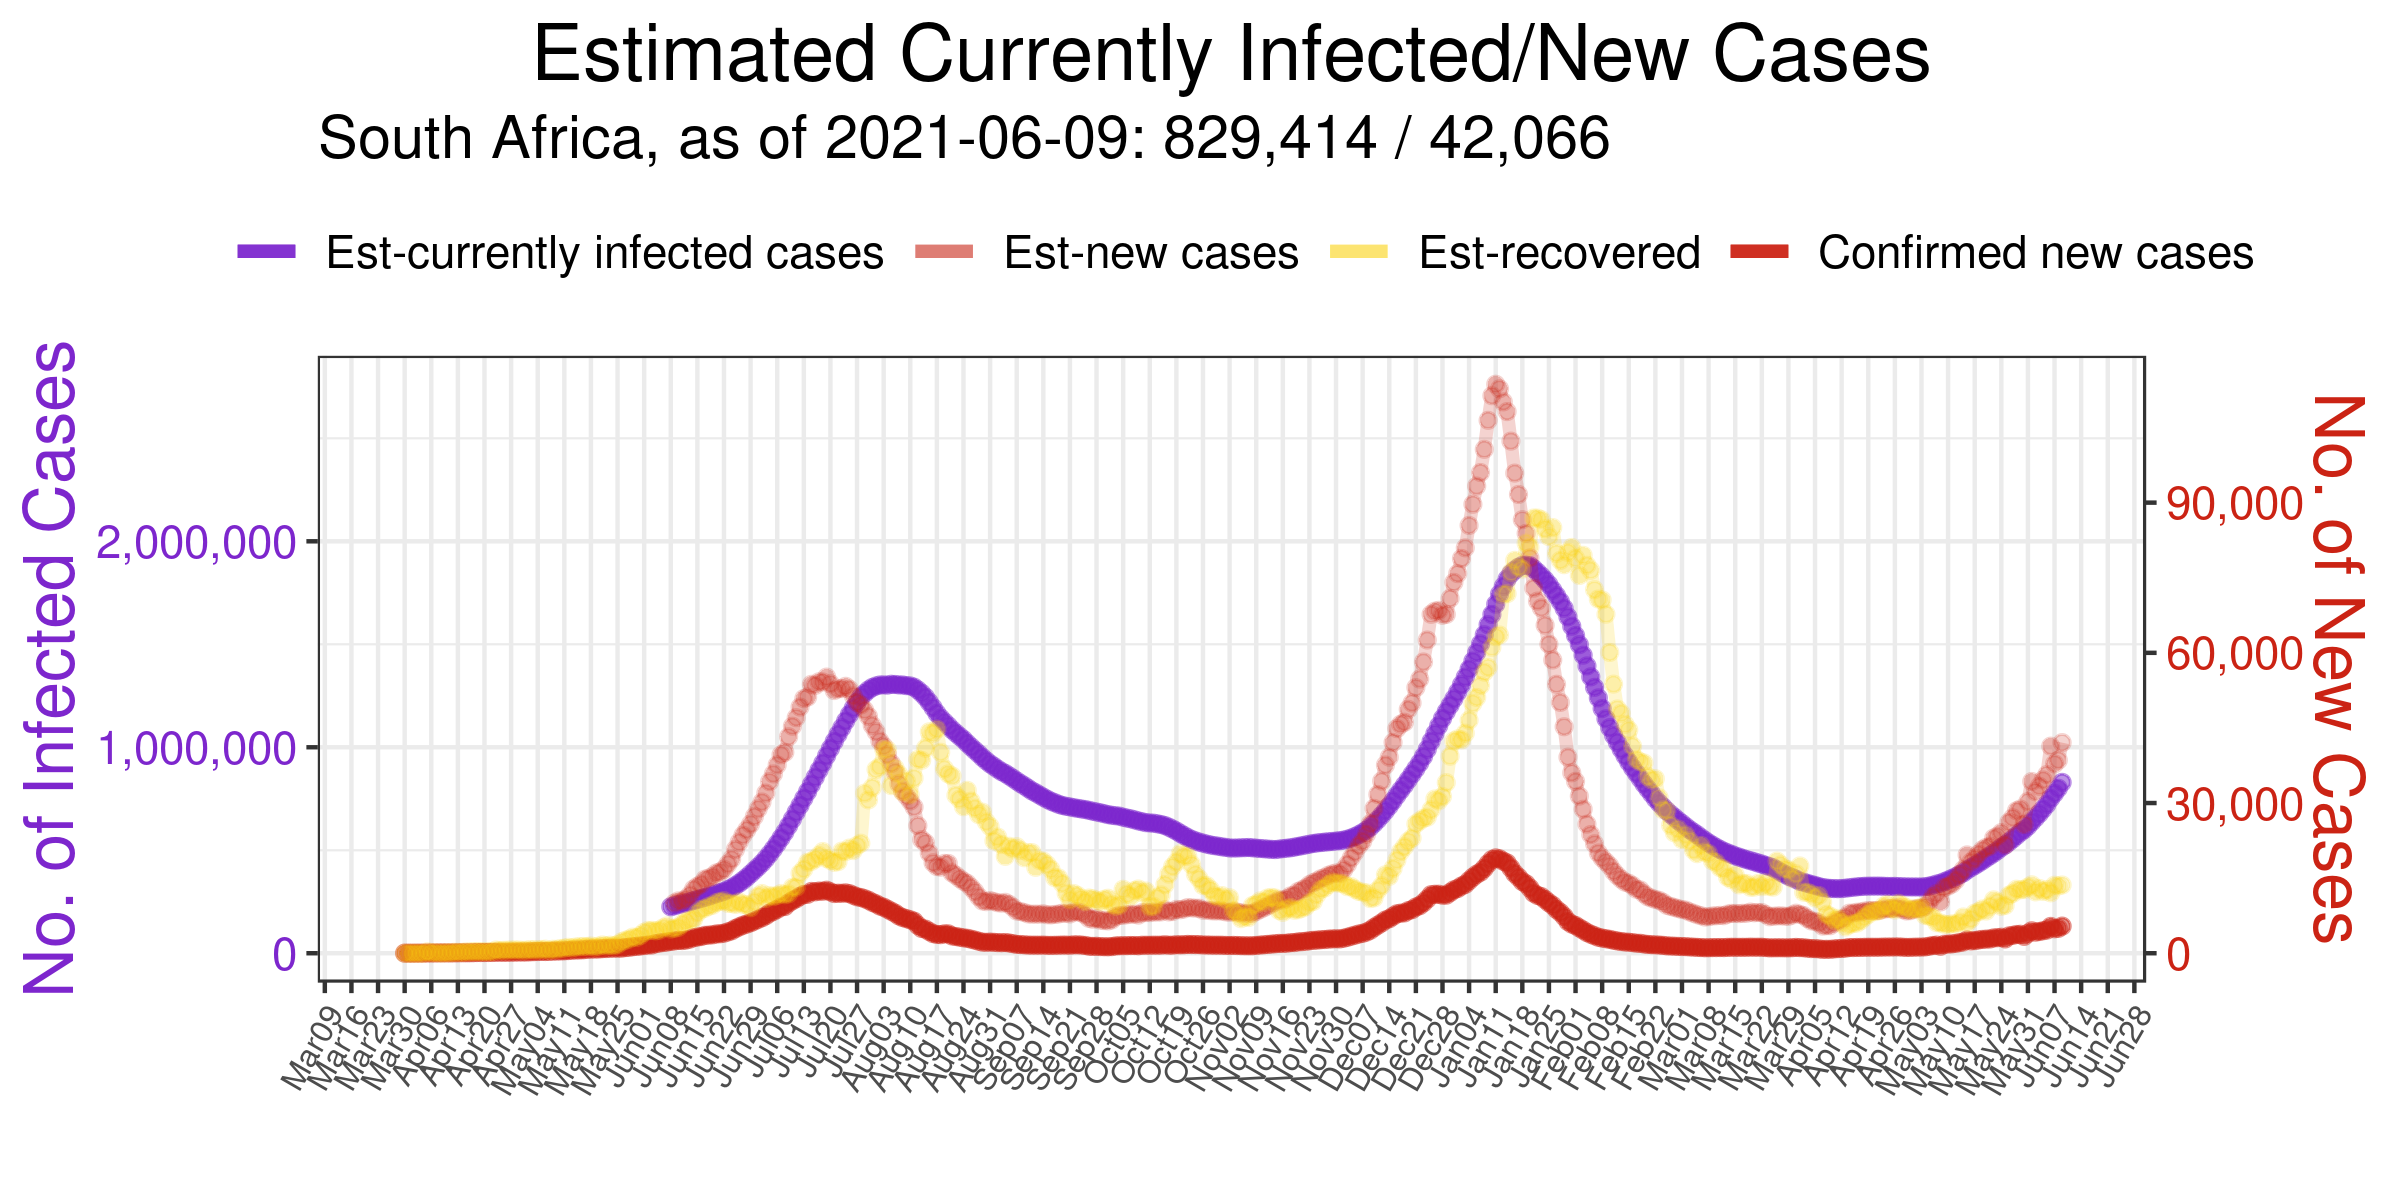 Estimated Currently Infected/New Cases
South Africa, as of 2021-06-09: 829,414 / 42,066
Est-currently infected cases Est-new cases Est-recovered Confirmed new cases
No. of Infected Cases
2,000,000
1,000,000
0
90,000
60,000
30,000
0
No. of New Cases
Mar09 Mar16 Mar23 Mar30 Apr06 Apr13 Apr20 Apr27 May04 May11 May18 May25 Jun01 Jun08 Jun15 Jun22 Jun29 Jul06 Jul13 Jul20 Jul27 Aug03 Aug10 Aug17 Aug24 Aug31 Sep07 Sep14 Sep21 Sep28 Oct05 Oct12 Oct19 Oct26 Nov02 Nov09 Nov16 Nov23 Nov30 Dec07 Dec14 Dec21 Dec28 Jan04 Jan11 Jan18 Jan25 Feb01 Feb08 Feb15 Feb22 Mar01 Mar08 Mar15 Mar22 Mar29 Apr05 Apr12 Apr19 Apr26 May03 May10 May17 May24 May31 Jun07 Jun14 Jun21 Jun28